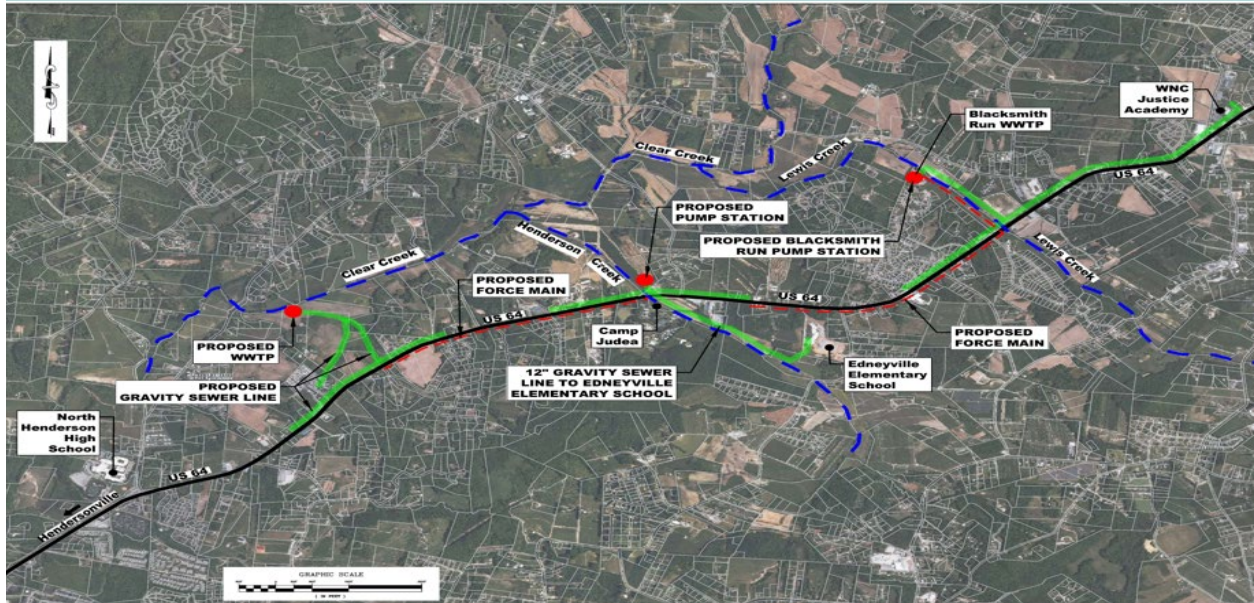 WNC
Justice
Academy
Blacksmith
Run WWTP
US 64
Clear Creek
Lewis Creek
PROPOSED
PUMP STATION
PROPOSED BLACKSMITH
RUN PUMP STATION
Lewis Creek
Henderson Creek
Clear Creek
PROPOSED
FORCE MAIN
US 64
US 64
PROPOSED
WWTP
Camp
Judea
PROPOSED
FORCE MAIN
PROPOSED
GRAVITY SEWER LINE
12" GRAVITY SEWER
LINE TO EDNEYVILLE
ELEMENTARY SCHOOL
Edneyville
Elementary
School
North
Henderson
High
School
US 64
Hendersonville
GRAPHIC SCALE